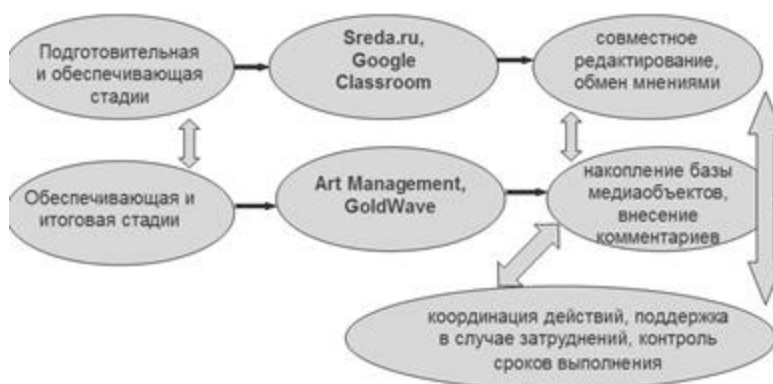 Подготовительная
и обеспечивающая
стадии
Sreda.ru,
Google
Classroom
совместное
редактирование,
обмен мнениями
Обеспечивающая и
итоговая стадии
Art Management,
GoldWave
накопление базы
медиаобъектов,
внесение
комментариев
координация действий, поддержка
в случае затруднений, контроль
сроков выполнения